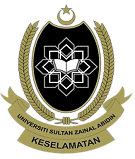 UNIVERSITI SULTAN ZAINAL ABIDIN
KESELAMATAN